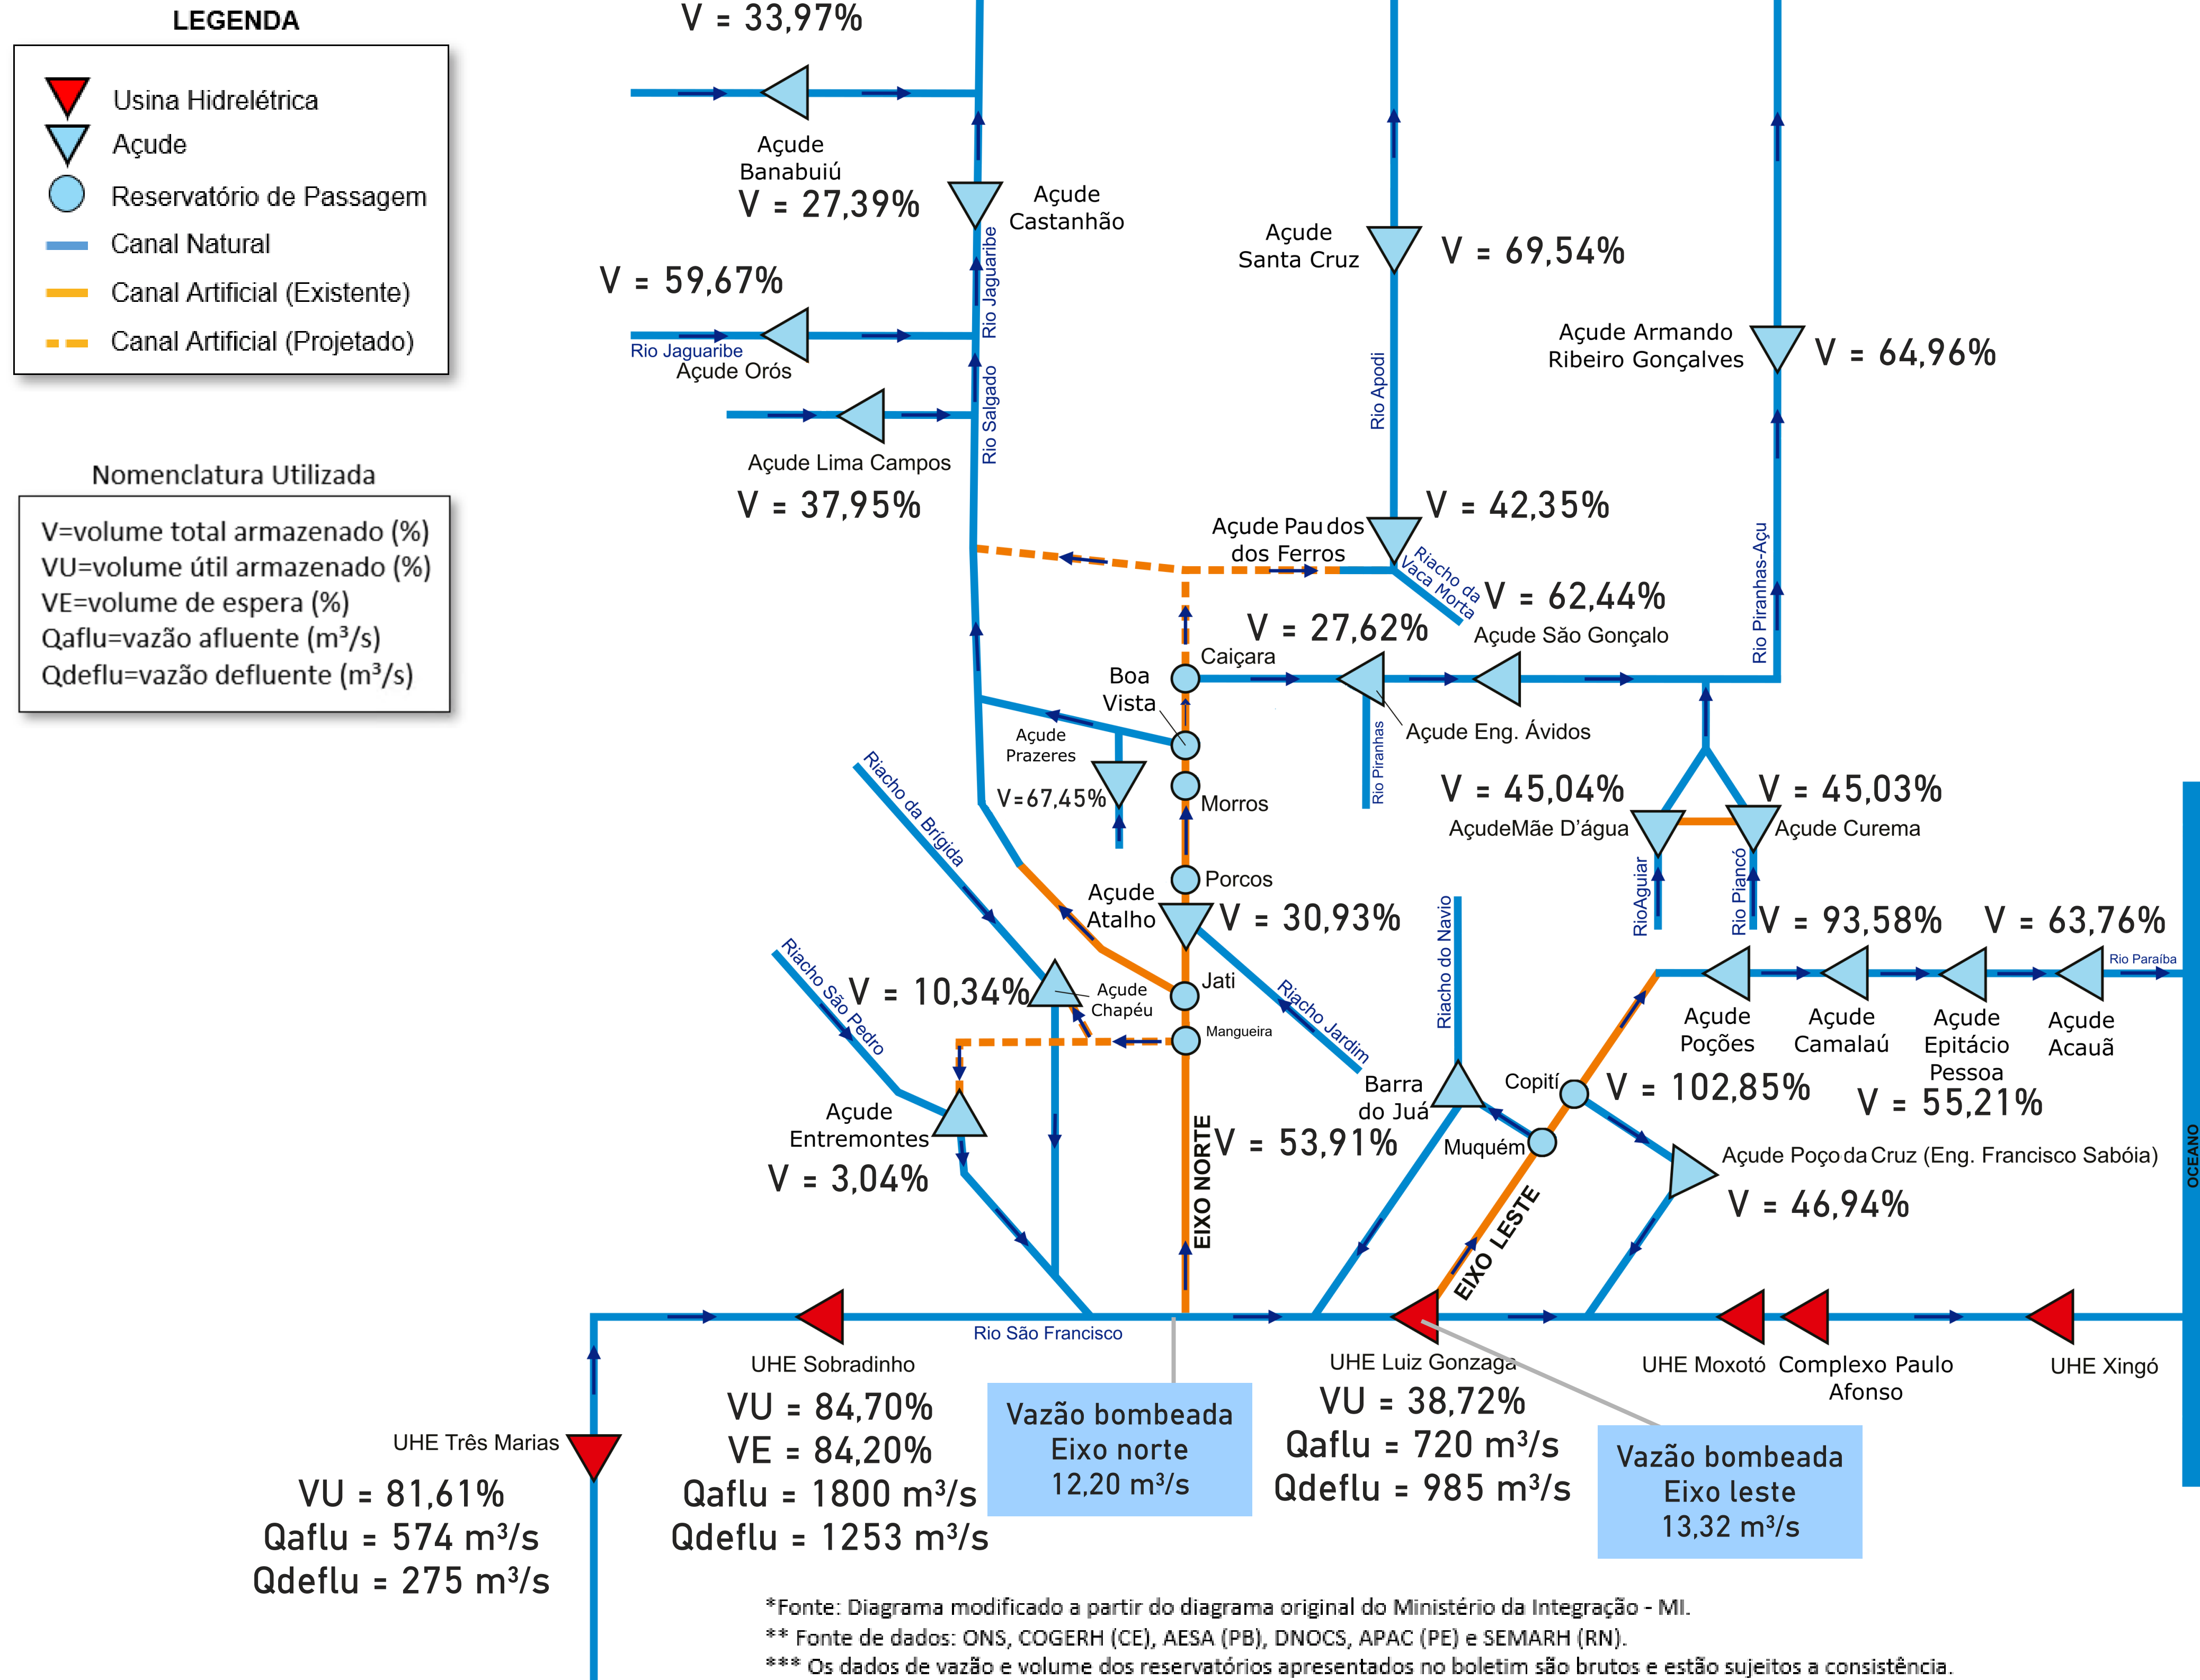 LEGENDA
Usina Hidrelétrica
Açude
Reservatório de Passagem
Canal Natural
Canal Artificial (Existente)
Canal Artificial (Projetado)
Nomenclatura Utilizada
V=volume total armazenado (%)
VU=volume útil armazenado (%)
VE=volume de espera (%)
Qaflu=vazão afluente (m³/s)
Qdeflu=vazão defluente (m³/s)
V = 33,97%
Açude
Banabuiú
V = 27,39%
Açude
Castanhão
Rio Jaguaribe
V = 59,67%
Rio Jaguaribe
Açude Orós
Rio Salgado
Açude Lima Campos
V = 37,95%
Açude
Santa Cruz
V = 69,54%
Rio Apodi
Açude Armando
Ribeiro Gonçalves
V = 64,96%
Rio Piranhas-Açu
Açude Pau dos
dos Ferros
V = 42,35%
Riacho da
Vaca Morta
V = 62,44%
Açude São Gonçalo
V = 27,62%
Caiçara
Boa
Vista
Açude Eng. Ávidos
Rio Piranhas
Açude
Prazeres
V=67,45%
Morros
Porcos
V = 45,04%
AçudeMãe D'água
V = 45,03%
Açude Curema
RioAguiar
Rio Piancó
Riacho da Brígida
Açude
Atalho
V = 30,93%
Riacho São Pedro
V = 10,34%
Açude
Chapéu
Jati
Mangueira
Riacho Jardim
Riacho do Navio
V = 93,58%
V = 63,76%
Rio Paraíba
Açude
Poções
Açude
Camalaú
Açude
Epitácio
Pessoa
Açude
Acauã
V = 102,85%
V = 55,21%
Barra
do Juá
Copití
Muquém
V = 53,91%
Açude
Entremontes
V = 3,04%
EIXO NORTE
EIXO LESTE
Açude Poço da Cruz (Eng. Francisco Sabóia)
V = 46,94%
OCEANO
Rio São Francisco
UHE Sobradinho
VU = 84,70%
VE = 84,20%
Qaflu = 1800 m³/s
Qdeflu = 1253 m³/s
UHE Três Marias
VU = 81,61%
Qaflu = 574 m³/s
Qdeflu = 275 m³/s
Vazão bombeada
Eixo norte
12,20 m³/s
UHE Luiz Gonzaga
VU = 38,72%
Qaflu = 720 m³/s
Qdeflu = 985 m³/s
Vazão bombeada
Eixo leste
13,32 m³/s
UHE Moxotó
Complexo Paulo
Afonso
UHE Xingó
*Fonte: Diagrama modificado a partir do diagrama original do Ministério da Integração - MI.
** Fonte de dados: ONS, COGERH (CE), AESA (PB), DNOCS, APAC (PE) e SEMARH (RN).
*** Os dados de vazão e volume dos reservatórios apresentados no boletim são brutos e estão sujeitos a consistência.